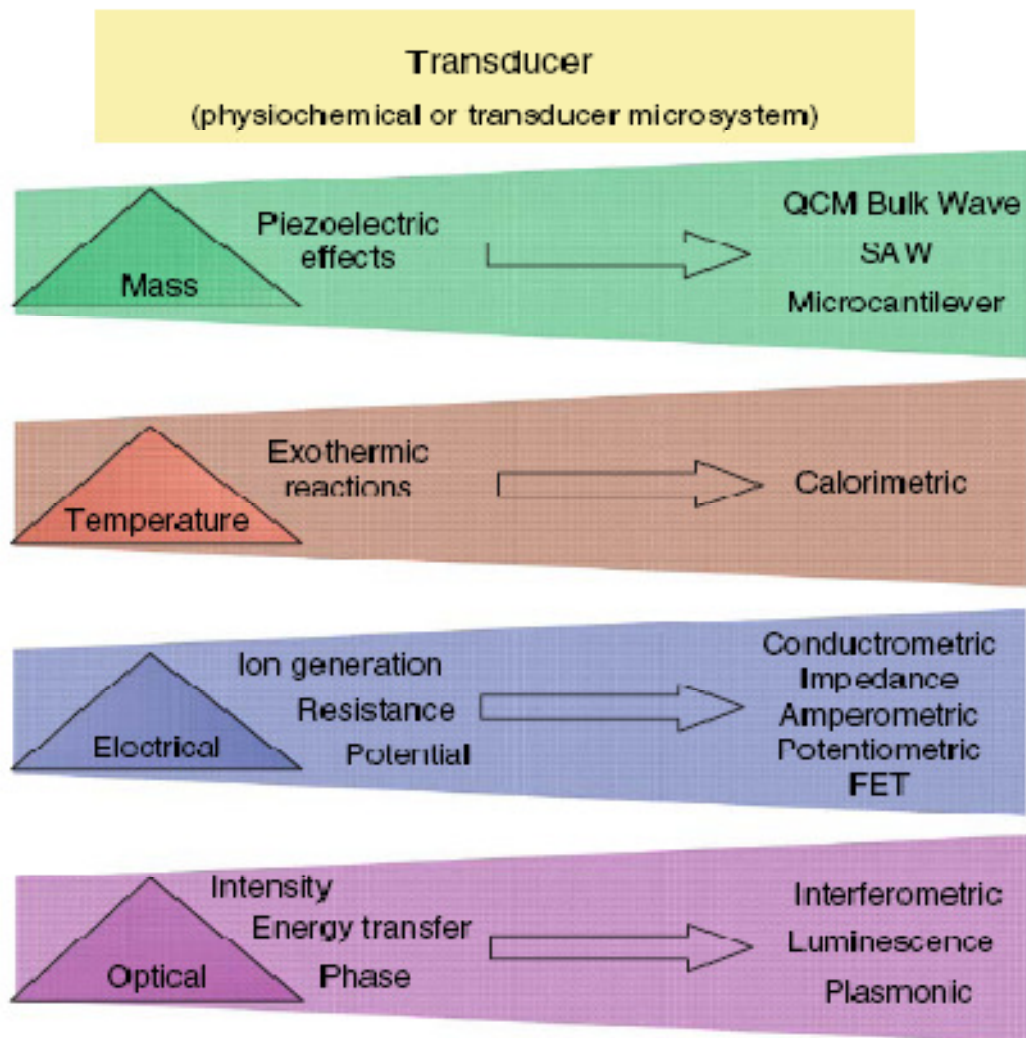 Transducer
(physiochemical or transducer microsystem)
Mass
Piezoelectric
effects
QCM Bulk Wave
SAW
Microcantilever
Temperature
Exothermic
reactions
Calorimetric
Electrical
Ion generation
Resistance
Potential
Conductrometric
Impedance
Amperometric
Potentiometric
FET
Optical
Intensity
Energy transfer
Phase
Interferometric
Luminescence
Plasmonic